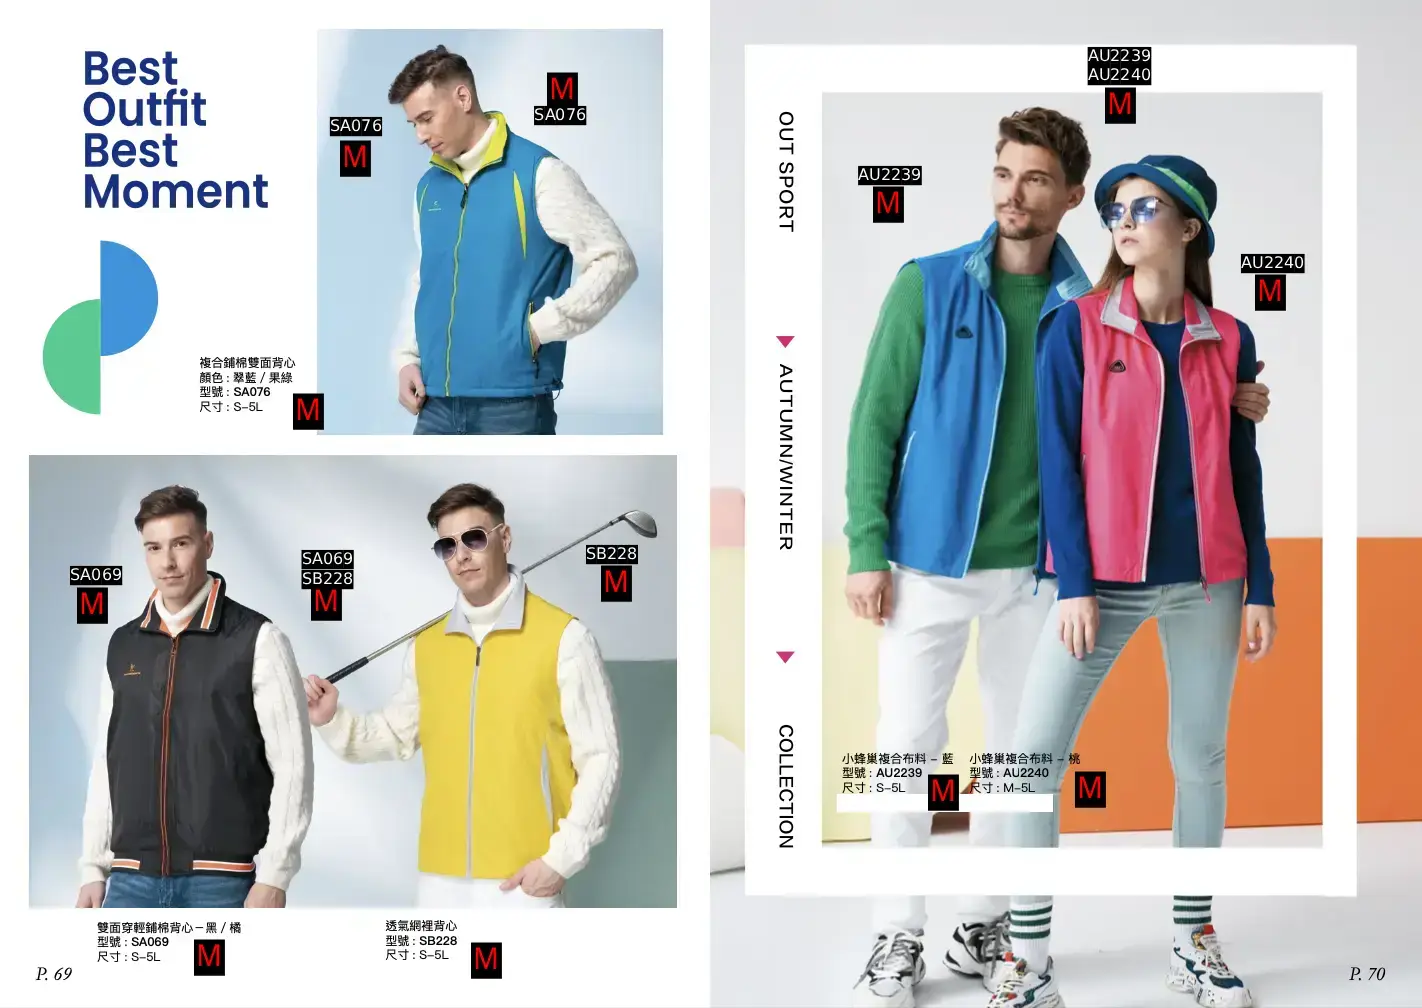 Best
Outfit
Best
Moment
SA076
M
M
SA076
複合鋪棉雙面背心
顏色 : 翠藍 / 果綠
型號 : SA076
尺寸 : S–5L
M
SA069
M
SA069
SB228
M
SB228
M
雙面穿輕鋪棉背心－黑 / 橘
型號 : SA069
尺寸 : S–5L
M
透氣網裡背心
型號 : SB228
尺寸 : S–5L
M
P. 69
OUT SPORT
AUTUMN/WINTER
COLLECTION
AU2239
AU2240
M
AU2239
M
AU2240
M
小蜂巢複合布料 – 藍
型號 : AU2239
尺寸 : S–5L
M
小蜂巢複合布料 – 桃
型號 : AU2240
尺寸 : M–5L
M
P. 70